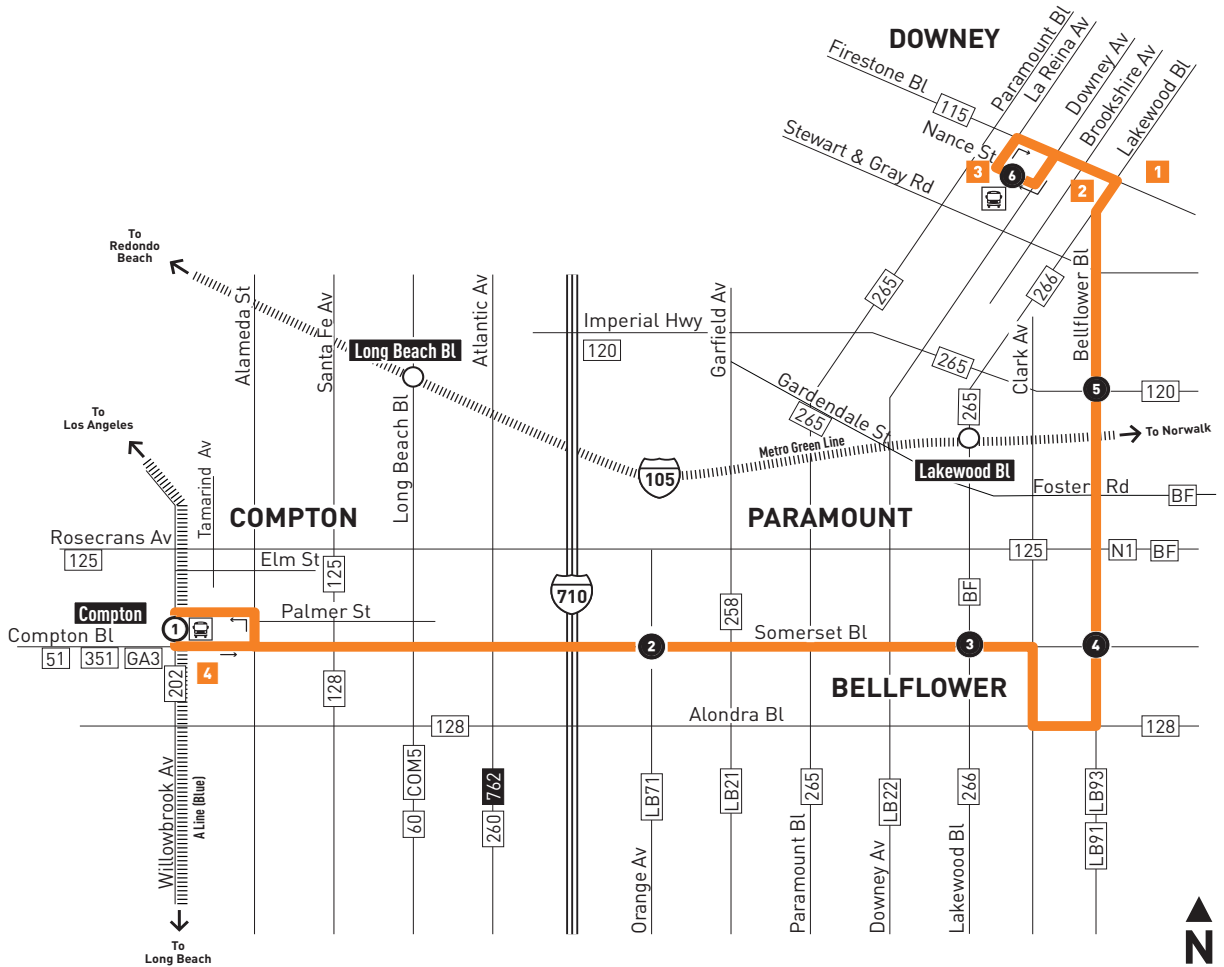 DOWNEY
Paramount Bl
La Reina Av
Downey Av
Brookshire Av
Lakewood Bl
Firestone Bl
115
Nance St
Stewart & Gray Rd
3
6
2
1
To
Redondo
Beach
Alameda St
Santa Fe Av
Long Beach Bl
Long Beach Bl
Atlantic Av
Imperial Hwy
120
Garfield Av
265
266
Clark Av
Bellflower Bl
265
265
5
120
Gardendale St
265
Metro Green Line
To Norwalk
Lakewood Bl
To
Los Angeles
Tamarind Av
105
Foster Rd
BF
COMPTON
PARAMOUNT
Rosecrans Av
125
Elm St
125
125
N1
BF
710
Compton
1
Palmer St
258
BF
Compton Bl
51
351
GA3
202
4
Somerset Bl
2
3
4
128
BELLFLOWER
Alondra Bl
128
128
Willowbrook Av
A Line (Blue)
60
COM5
260
762
LB71
Orange Av
LB21
265
Paramount Bl
LB22
Downey Av
266
Lakewood Bl
LB91
LB93
To
Long Beach
N